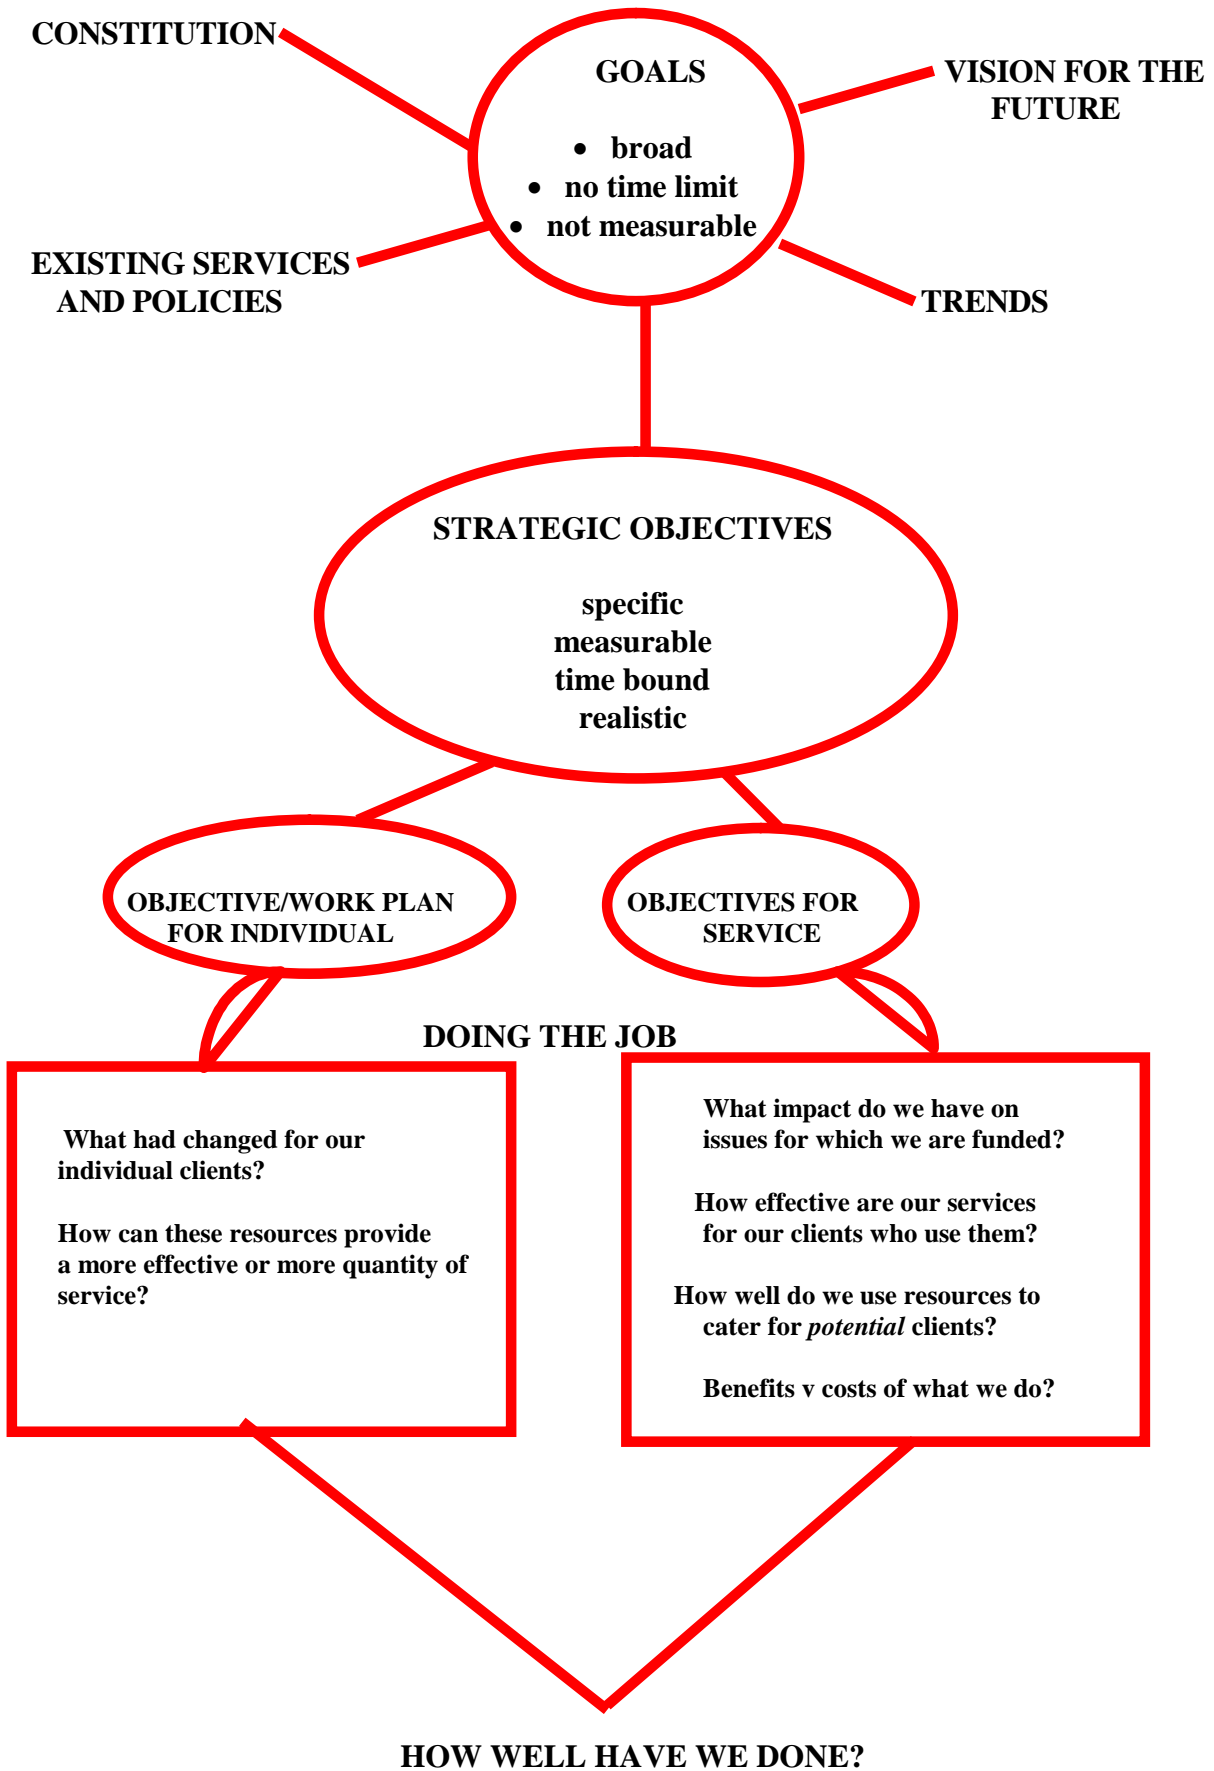 CONSTITUTION
GOALS
VISION FOR THE
FUTURE
• broad
• no time limit
• not measurable
EXISTING SERVICES
AND POLICIES
TRENDS
STRATEGIC OBJECTIVES
specific
measurable
time bound
realistic
OBJECTIVE/WORK PLAN
FOR INDIVIDUAL
OBJECTIVES FOR
SERVICE
DOING THE JOB
What had changed for our
individual clients?
How can these resources provide
a more effective or more quantity of
service?
What impact do we have on
issues for which we are funded?
How effective are our services
for our clients who use them?
How well do we use resources to
cater for potential clients?
Benefits v costs of what we do?
HOW WELL HAVE WE DONE?